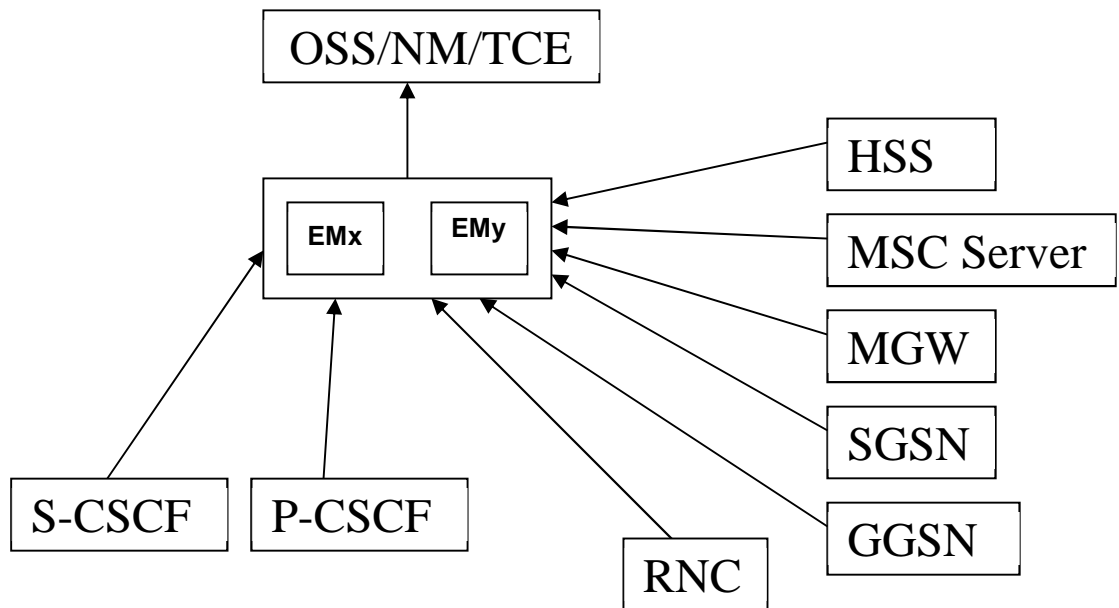 OSS/NM/TCE
HSS
EMx
EMy
MSC Server
MGW
SGSN
S-CSCF
P-CSCF
GGSN
RNC